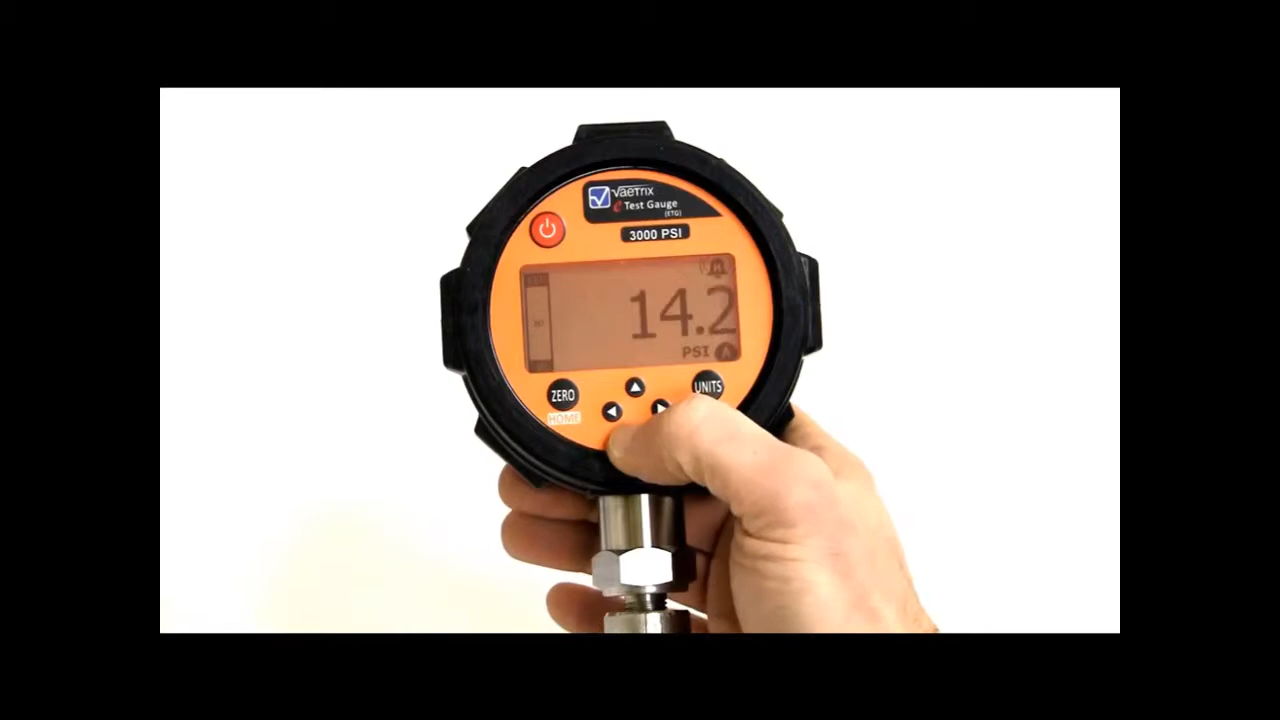 VAETRIX
e Test Gauge
(ETG)
3000 PSI
H
14.2
PSI A
ZERO
UNITS
HOME